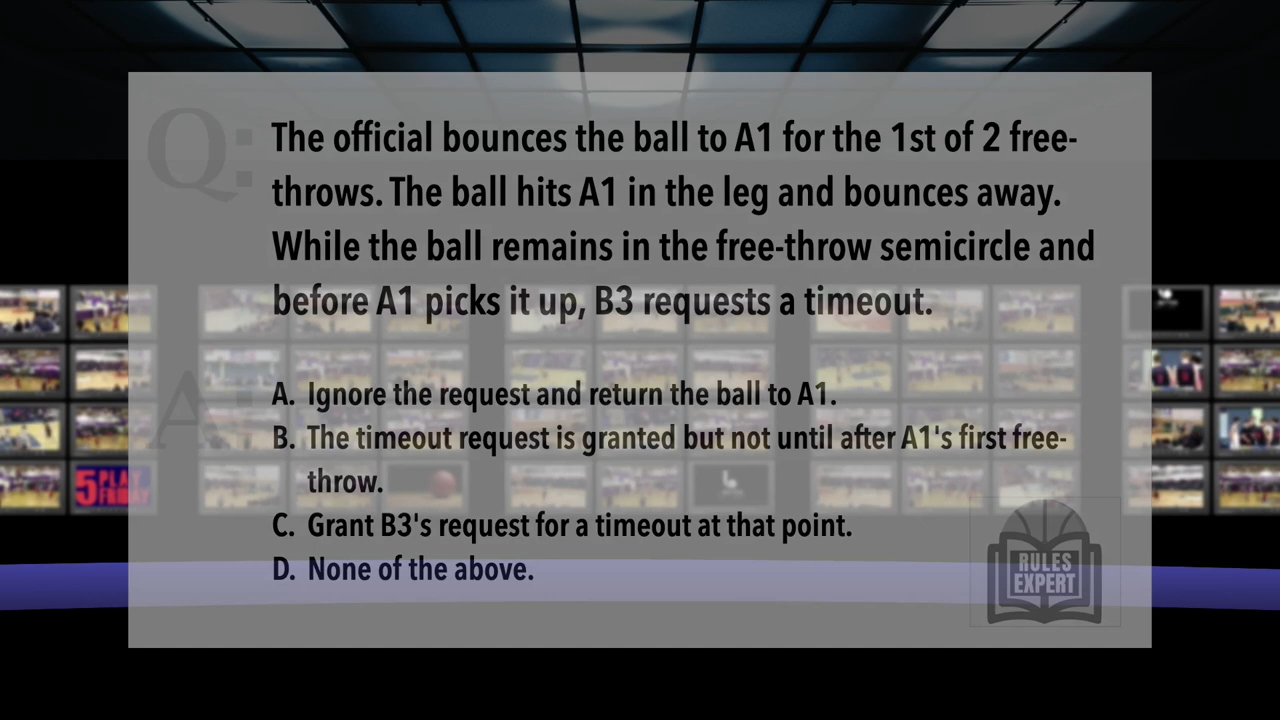 Q:
The official bounces the ball to A1 for the 1st of 2 free-
throws. The ball hits A1 in the leg and bounces away.
While the ball remains in the free-throw semicircle and
before A1 picks it up, B3 requests a timeout.
A:
A. Ignore the request and return the ball to A1.
B. The timeout request is granted but not until after A1's first free-
throw.
C. Grant B3's request for a timeout at that point.
D. None of the above.
5 PLAY
FRIDAY
RULES
EXPERT